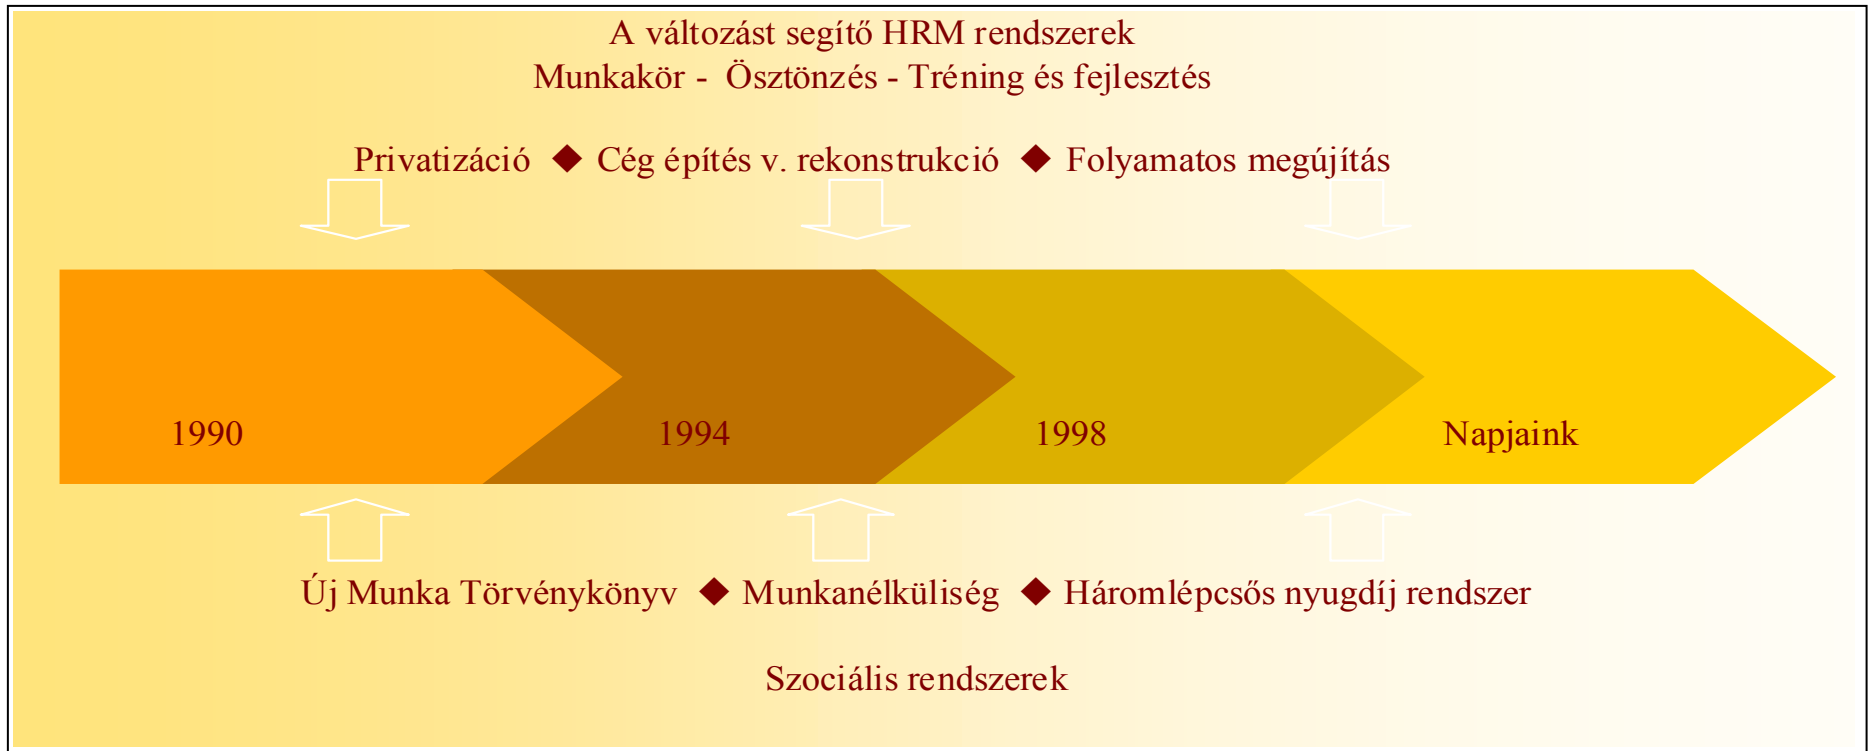 A változást segítő HRM rendszerek
Munkakör - Ösztönzés - Tréning és fejlesztés
Privatizáció ◆ Cég építés v. rekonstrukció ◆ Folyamatos megújítás
1990 1994 1998 Napjaink
Új Munka Törvénykönyv ◆ Munkanélküliség ◆ Háromlépcsős nyugdíj rendszer
Szociális rendszerek